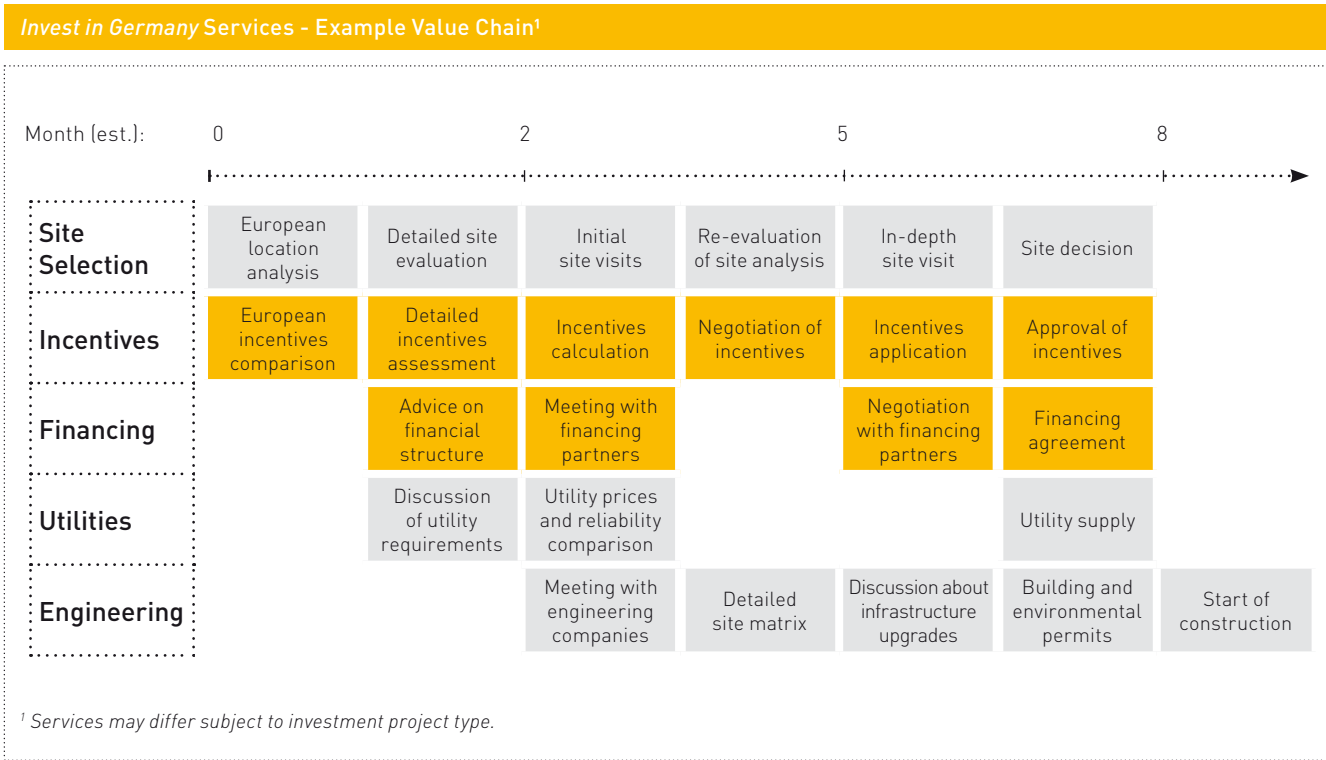 Invest in Germany Services - Example Value Chain¹
Month (est.):
0
2
5
8
Site
Selection
European
location
analysis
Detailed site
evaluation
Initial
site visits
Re-evaluation
of site analysis
In-depth
site visit
Site decision
Incentives
European
incentives
comparison
Detailed
incentives
assessment
Incentives
calculation
Negotiation of
incentives
Incentives
application
Approval of
incentives
Financing
Advice on
financial
structure
Meeting with
financing
partners
Negotiation
with financing
partners
Financing
agreement
Utilities
Discussion
of utility
requirements
Utility prices
and reliability
comparison
Utility supply
Engineering
Meeting with
engineering
companies
Detailed
site matrix
Discussion about
infrastructure
upgrades
Building and
environmental
permits
Start of
construction
¹ Services may differ subject to investment project type.